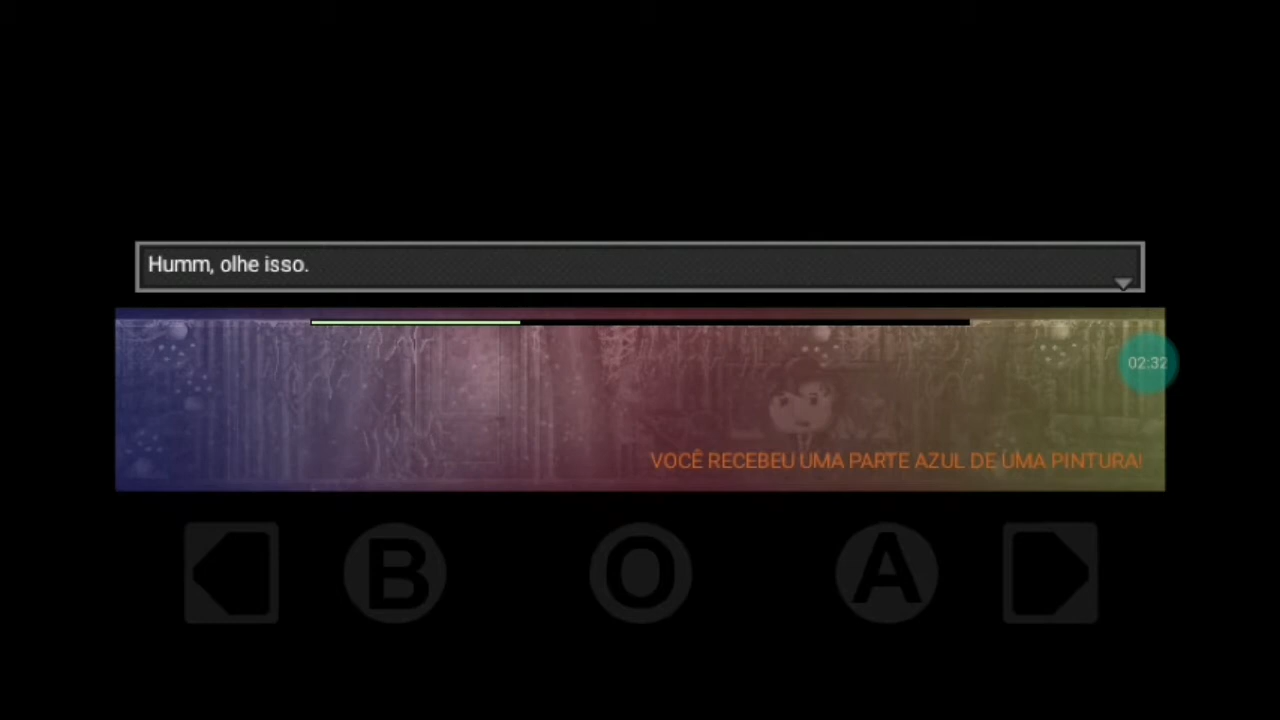 Humm, olhe isso.
02:32
VOCÊ RECEBEU UMA PARTE AZUL DE UMA PINTURA!
B O A